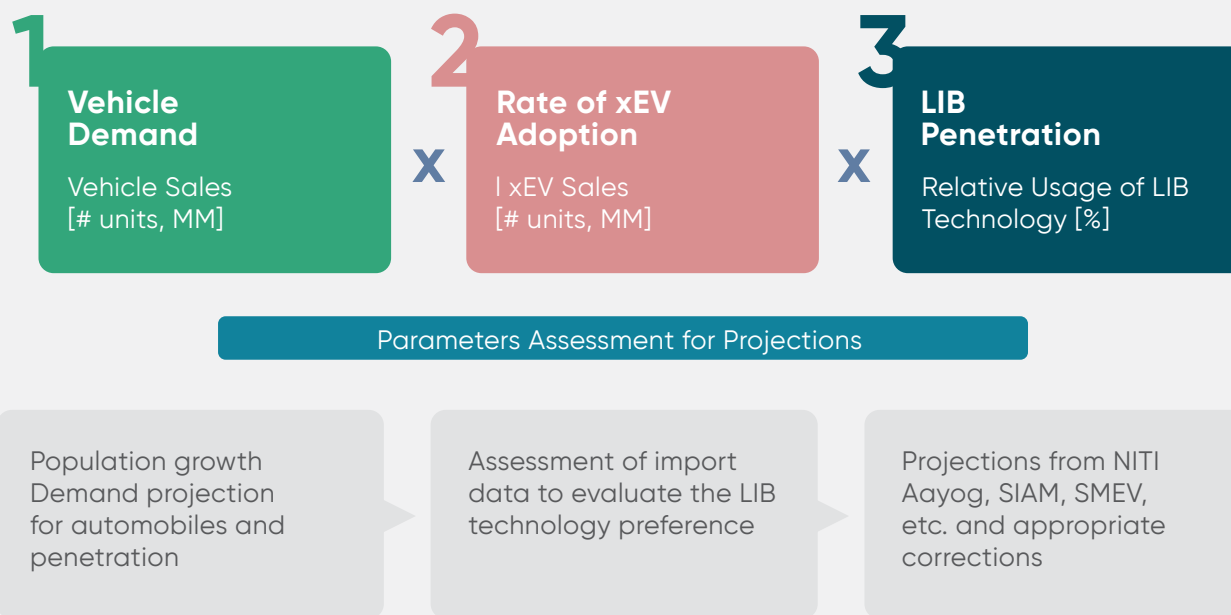 1
Vehicle
Demand
Vehicle Sales
[# units, MM]
x
2
Rate of xEV
Adoption
l xEV Sales
[# units, MM]
x
3
LIB
Penetration
Relative Usage of LIB
Technology [%]
Parameters Assessment for Projections
Population growth
Demand projection
for automobiles and
penetration
Assessment of import
data to evaluate the LIB
technology preference
Projections from NITI
Aayog, SIAM, SMEV,
etc. and appropriate
corrections